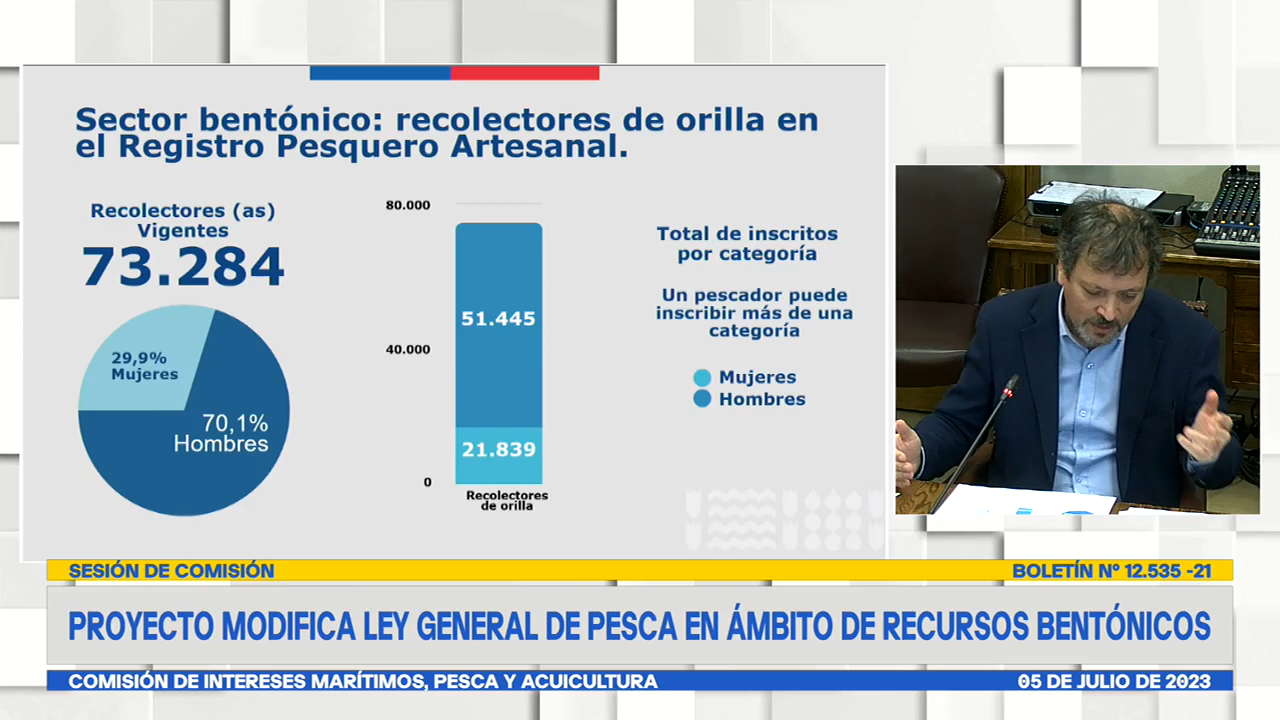 Sector bentónico: recolectores de orilla en
el Registro Pesquero Artesanal.
Recolectores (as)
Vigentes
73.284
29,9%
Mujeres
70,1%
Hombres
80.000
51.445
40.000
21.839
0
Recolectores
de orilla
Total de inscritos
por categoría
Un pescador puede
inscribir más de una
categoría
Mujeres
Hombres
SESIÓN DE COMISIÓN
BOLETÍN Nº 12.535 -21
PROYECTO MODIFICA LEY GENERAL DE PESCA EN ÁMBITO DE RECURSOS BENTÓNICOS
COMISIÓN DE INTERESES MARÍTIMOS, PESCA Y ACUICULTURA
05 DE JULIO DE 2023